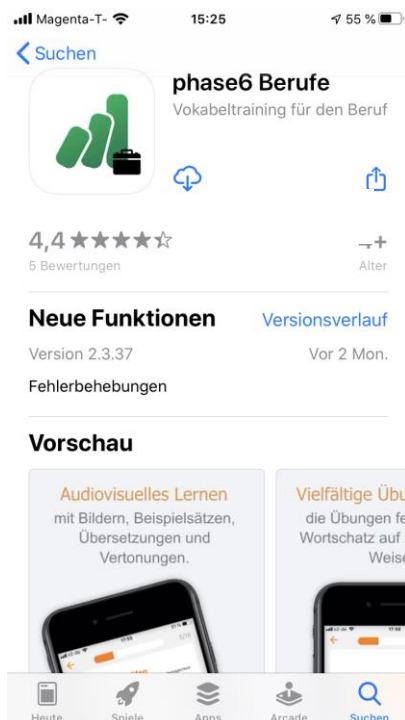 Magenta-T- 15:25 55 %
Suchen
phase6 Berufe
Vokabeltraining für den Beruf
4,4
5 Bewertungen
Alter
Neue Funktionen Versionsverlauf
Version 2.3.37 Vor 2 Mon.
Fehlerbehebungen
Vorschau
Audiovisuelles Lernen
mit Bildern, Beispielsätzen,
Übersetzungen und
Vertonungen.
Vielfältige Übu
die Übungen fe
Wortschatz auf
Weise
Heute Spiele Apps Arcade Suchen